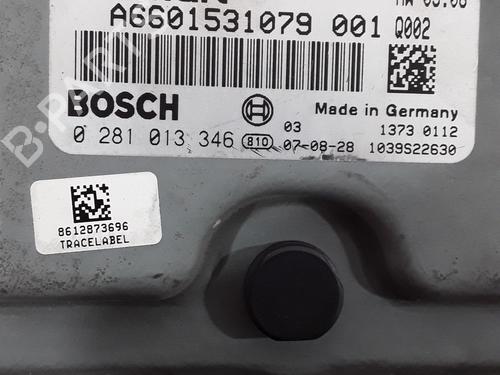 A6601531079 001 Q002
BOSCH
Made in Germany
0 281 013 346 810 03
07-08-28
1373 0112
1039S22630
8612873696
TRACELABEL
B-PARTS